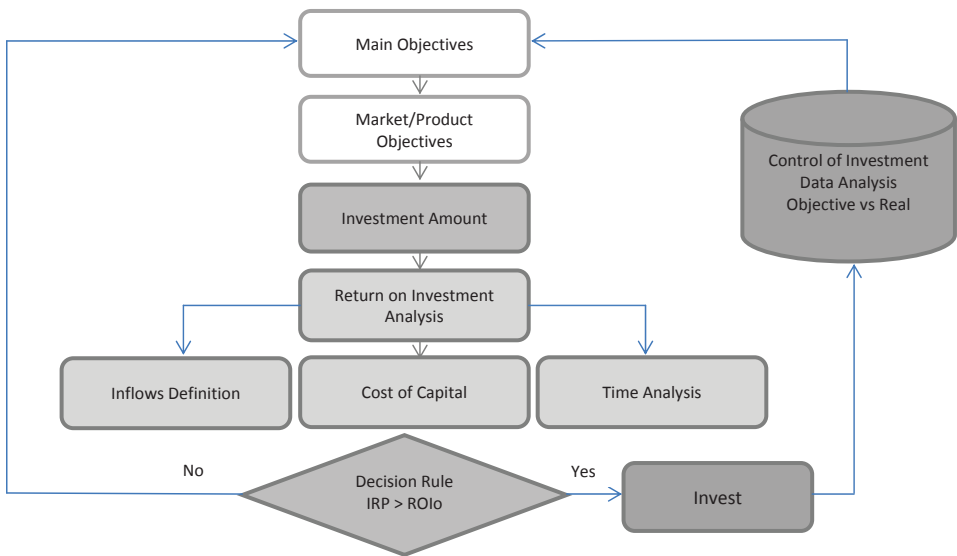 Main Objectives
Market/Product
Objectives
Control of Investment
Data Analysis
Objective vs Real
Investment Amount
Return on Investment
Analysis
Inflows Definition
Cost of Capital
Time Analysis
No
Decision Rule
IRP > ROIo
Yes
Invest